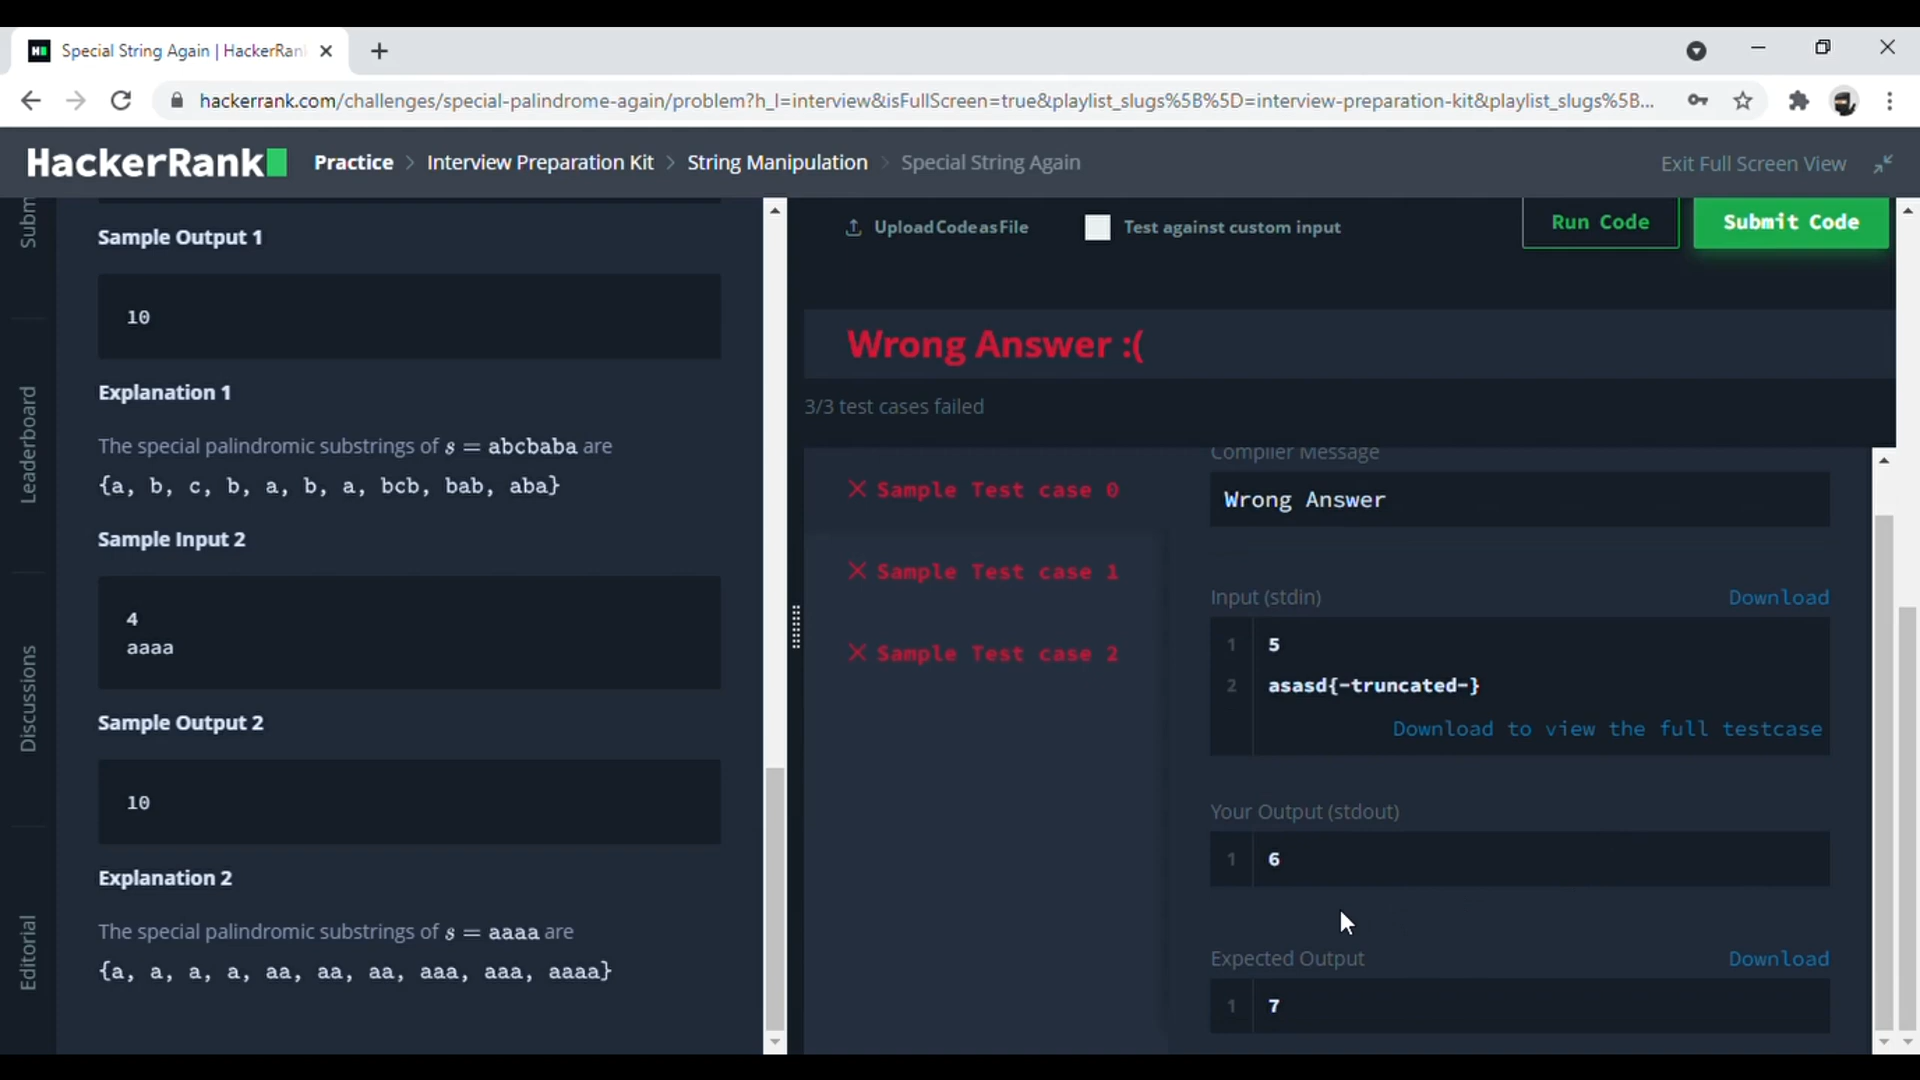 Special String Again | HackerRan
hackerrank.com/challenges/special-palindrome-again/problem?h_l=interview&isFullScreen=true&playlist_slugs%5B%5D=interview-preparation-kit&playlist_slugs%5B...
HackerRank Practice > Interview Preparation Kit > String Manipulation > Special String Again
Exit Full Screen View
Subm
Leaderboard
Discussions
Editorial
Sample Output 1
10
Explanation 1
The special palindromic substrings of s = abcbaba are
{a, b, c, b, a, b, a, bcb, bab, aba}
Sample Input 2
4
aaaa
Sample Output 2
10
Explanation 2
The special palindromic substrings of s = aaaa are
{a, a, a, a, aa, aa, aa, aaa, aaa, aaaa}
Upload Code as File
Test against custom input
Run Code
Submit Code
Wrong Answer :(
3/3 test cases failed
Sample Test case 0
Sample Test case 1
Sample Test case 2
Compiler Message
Wrong Answer
Input (stdin)
Download
1 5
2 asasd{-truncated-}
Download to view the full testcase
Your Output (stdout)
1 6
Expected Output
Download
1 7